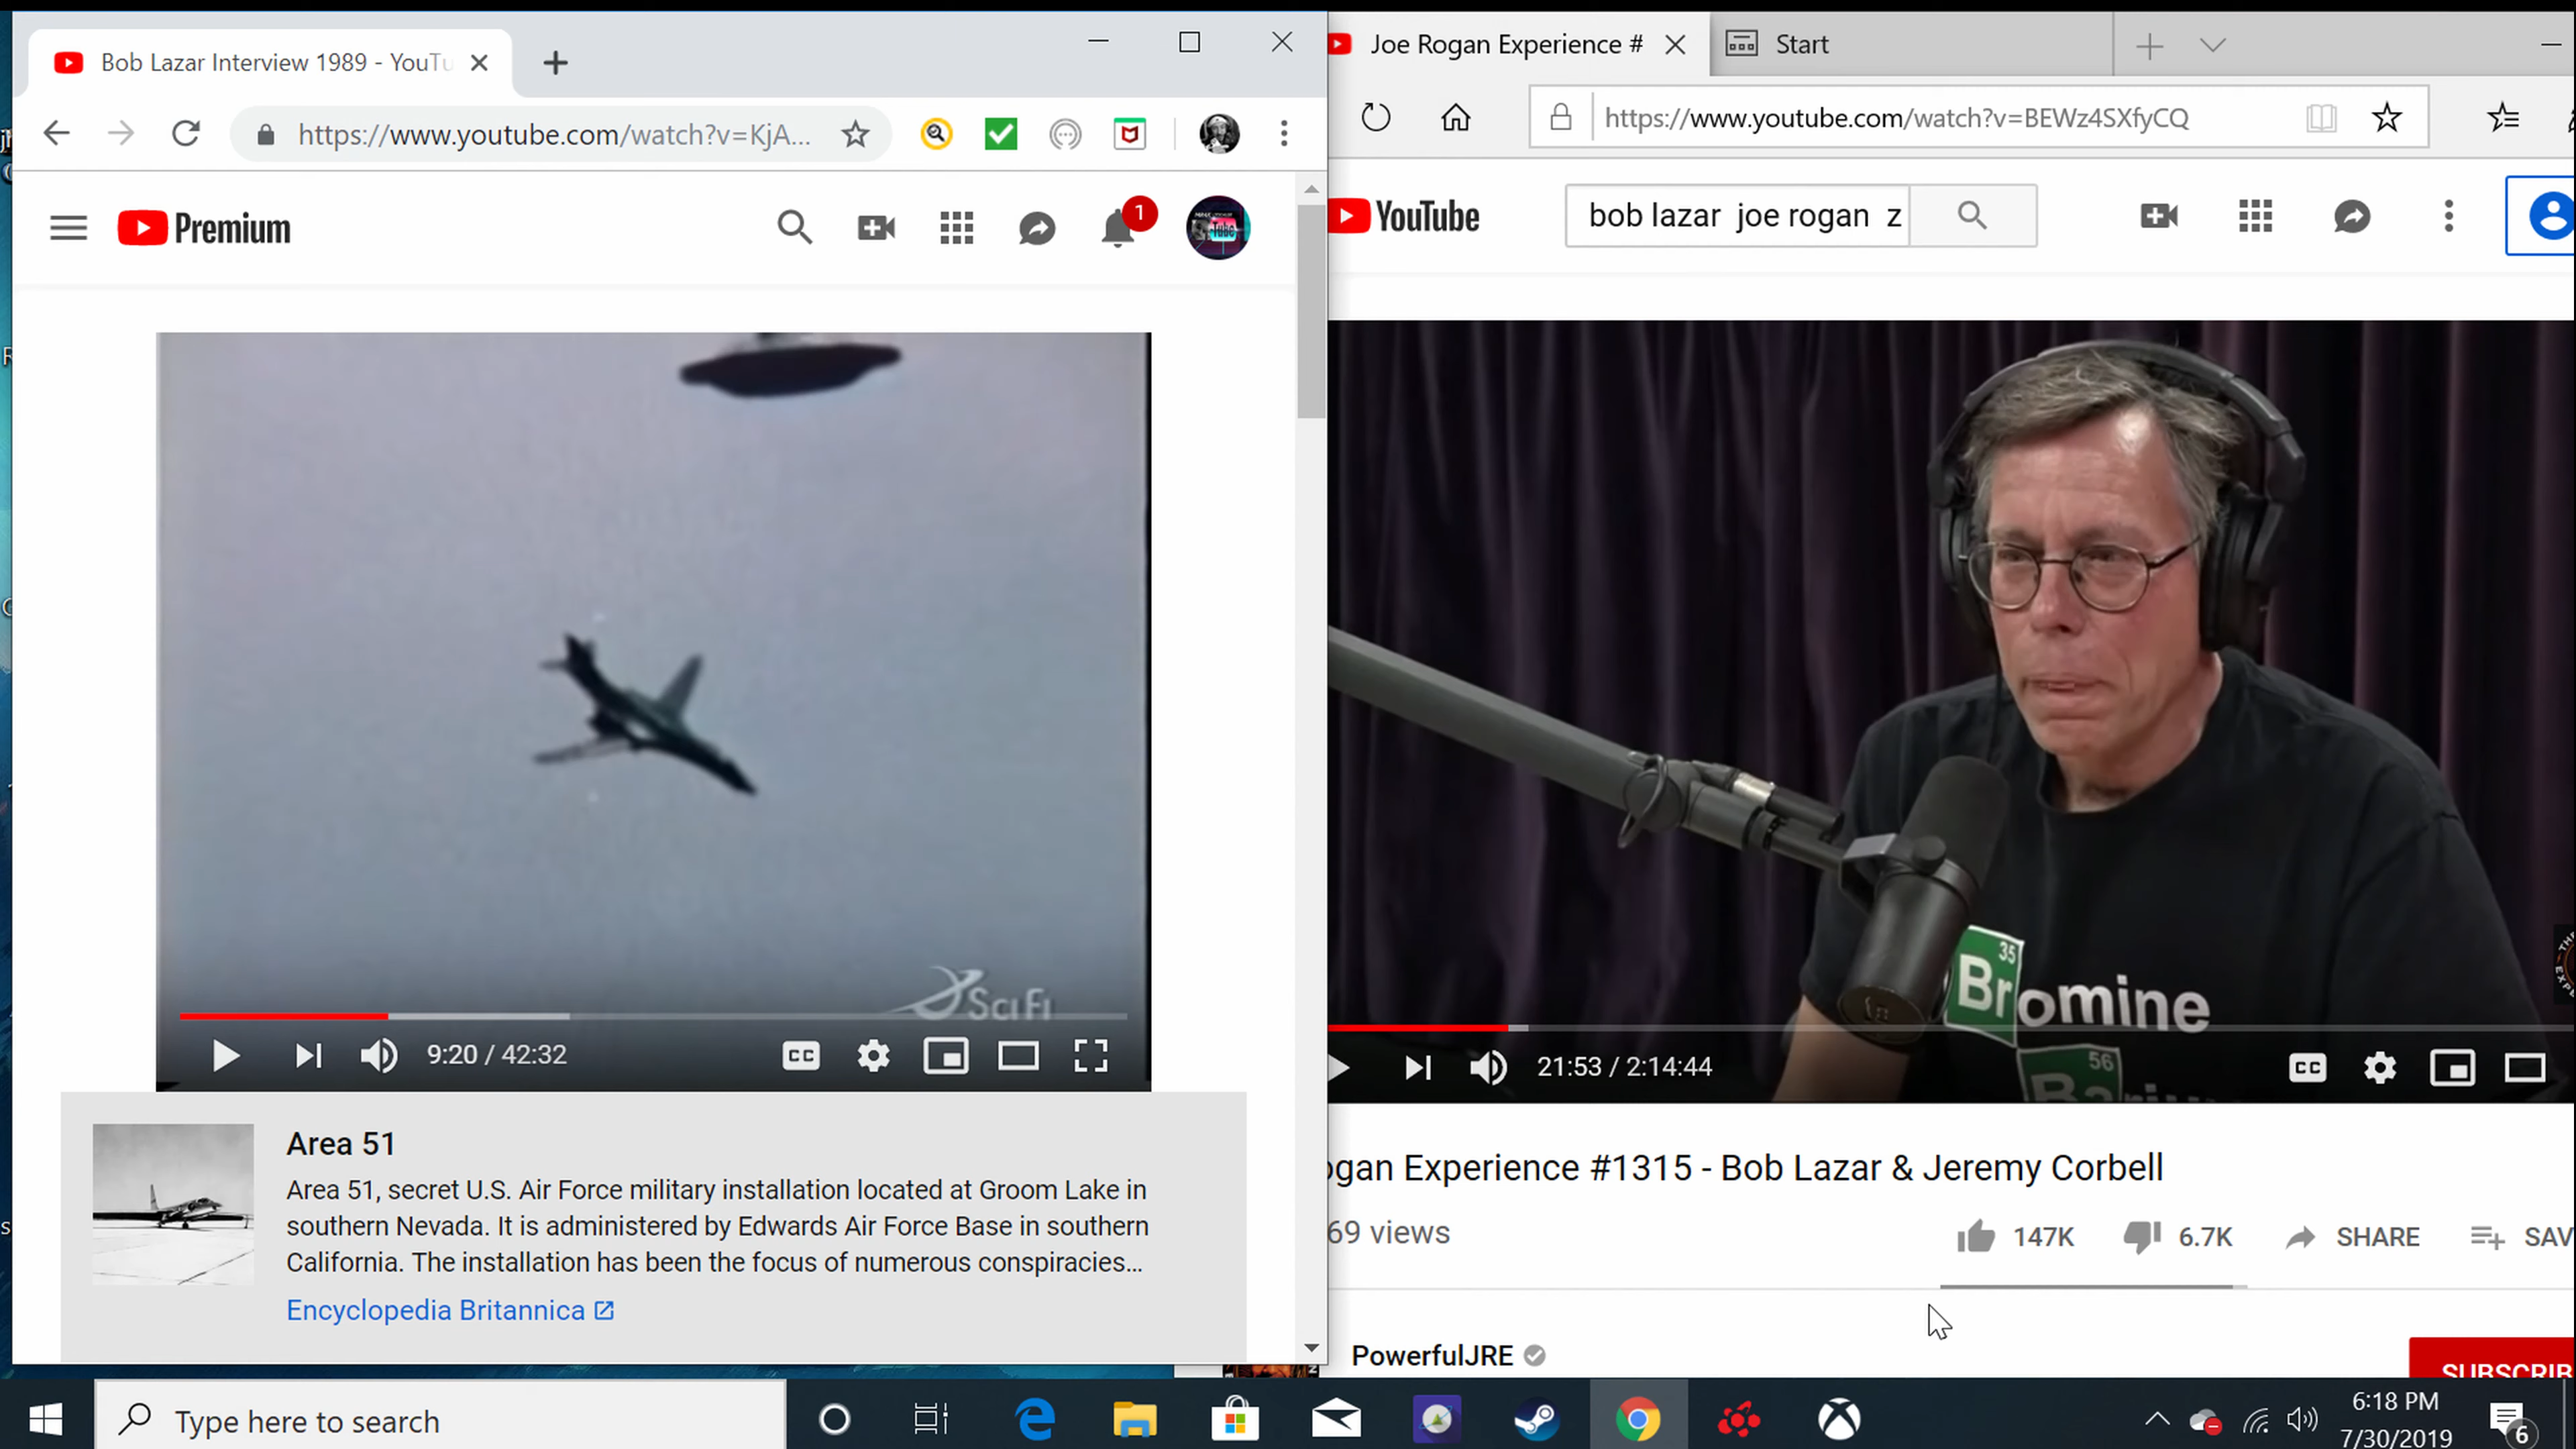 Bob Lazar Interview 1989 - YouTu
https://www.youtube.com/watch?v=KjA...
Premium
1
SciFi
9:20 / 42:32
CC
Area 51
Area 51, secret U.S. Air Force military installation located at Groom Lake in
southern Nevada. It is administered by Edwards Air Force Base in southern
California. The installation has been the focus of numerous conspiracies...
Encyclopedia Britannica
Joe Rogan Experience #
Start
https://www.youtube.com/watch?v=BEWz4SXfyCQ
YouTube
bob lazar joe rogan z
35
Bromine
56
21:53 / 2:14:44
CC
ogan Experience #1315 - Bob Lazar & Jeremy Corbell
69 views
147K
6.7K
SHARE
SAV
PowerfulJRE
SUBSCRIB
Type here to search
6:18 PM
7/30/2019
6